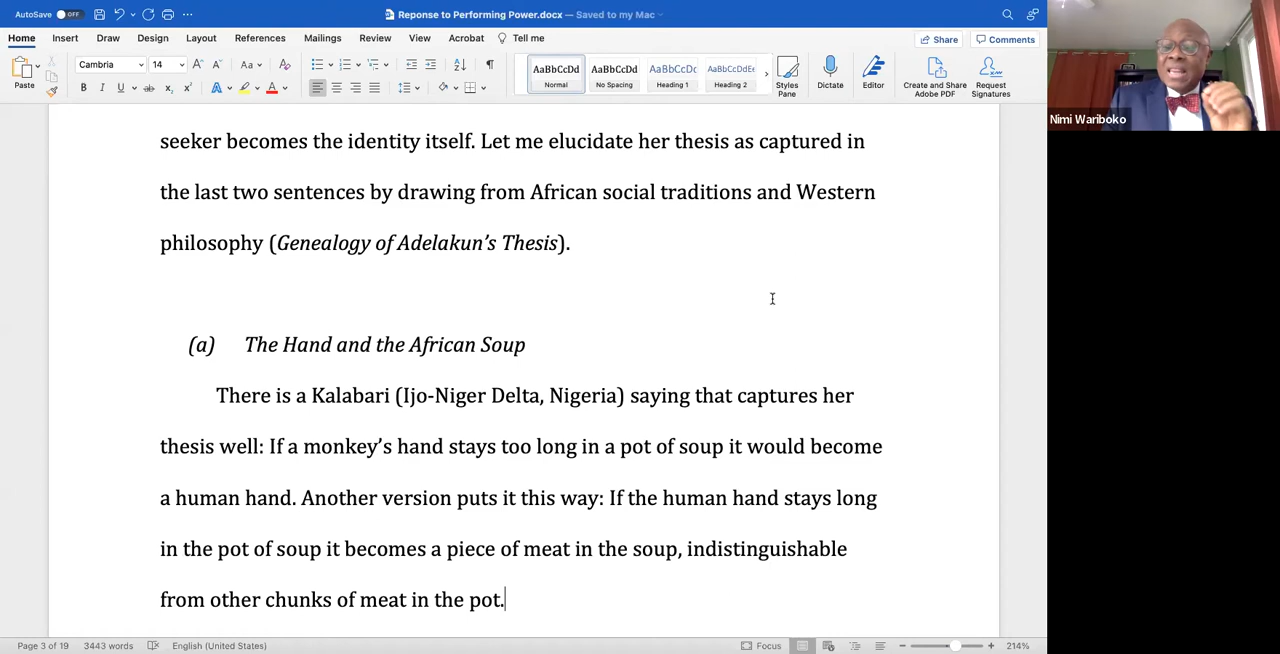 AutoSave OFF Reponse to Performing Power.docx — Saved to my Mac
Home Insert Draw Design Layout References Mailings Review View Acrobat Tell me Share Comments
Paste Cambria 14 Aa AaBbCcDd Normal AaBbCcDd No Spacing AaBbCcDc Heading 1 AaBbCcDdEe Heading 2 Styles Pane Dictate Editor Create and Share Adobe PDF Request Signatures
Nimi Wariboko
seeker becomes the identity itself. Let me elucidate her thesis as captured in
the last two sentences by drawing from African social traditions and Western
philosophy (Genealogy of Adelakun’s Thesis).
(a) The Hand and the African Soup
There is a Kalabari (Ijo-Niger Delta, Nigeria) saying that captures her
thesis well: If a monkey’s hand stays too long in a pot of soup it would become
a human hand. Another version puts it this way: If the human hand stays long
in the pot of soup it becomes a piece of meat in the soup, indistinguishable
from other chunks of meat in the pot.
Page 3 of 19 3443 words English (United States) Focus 214%